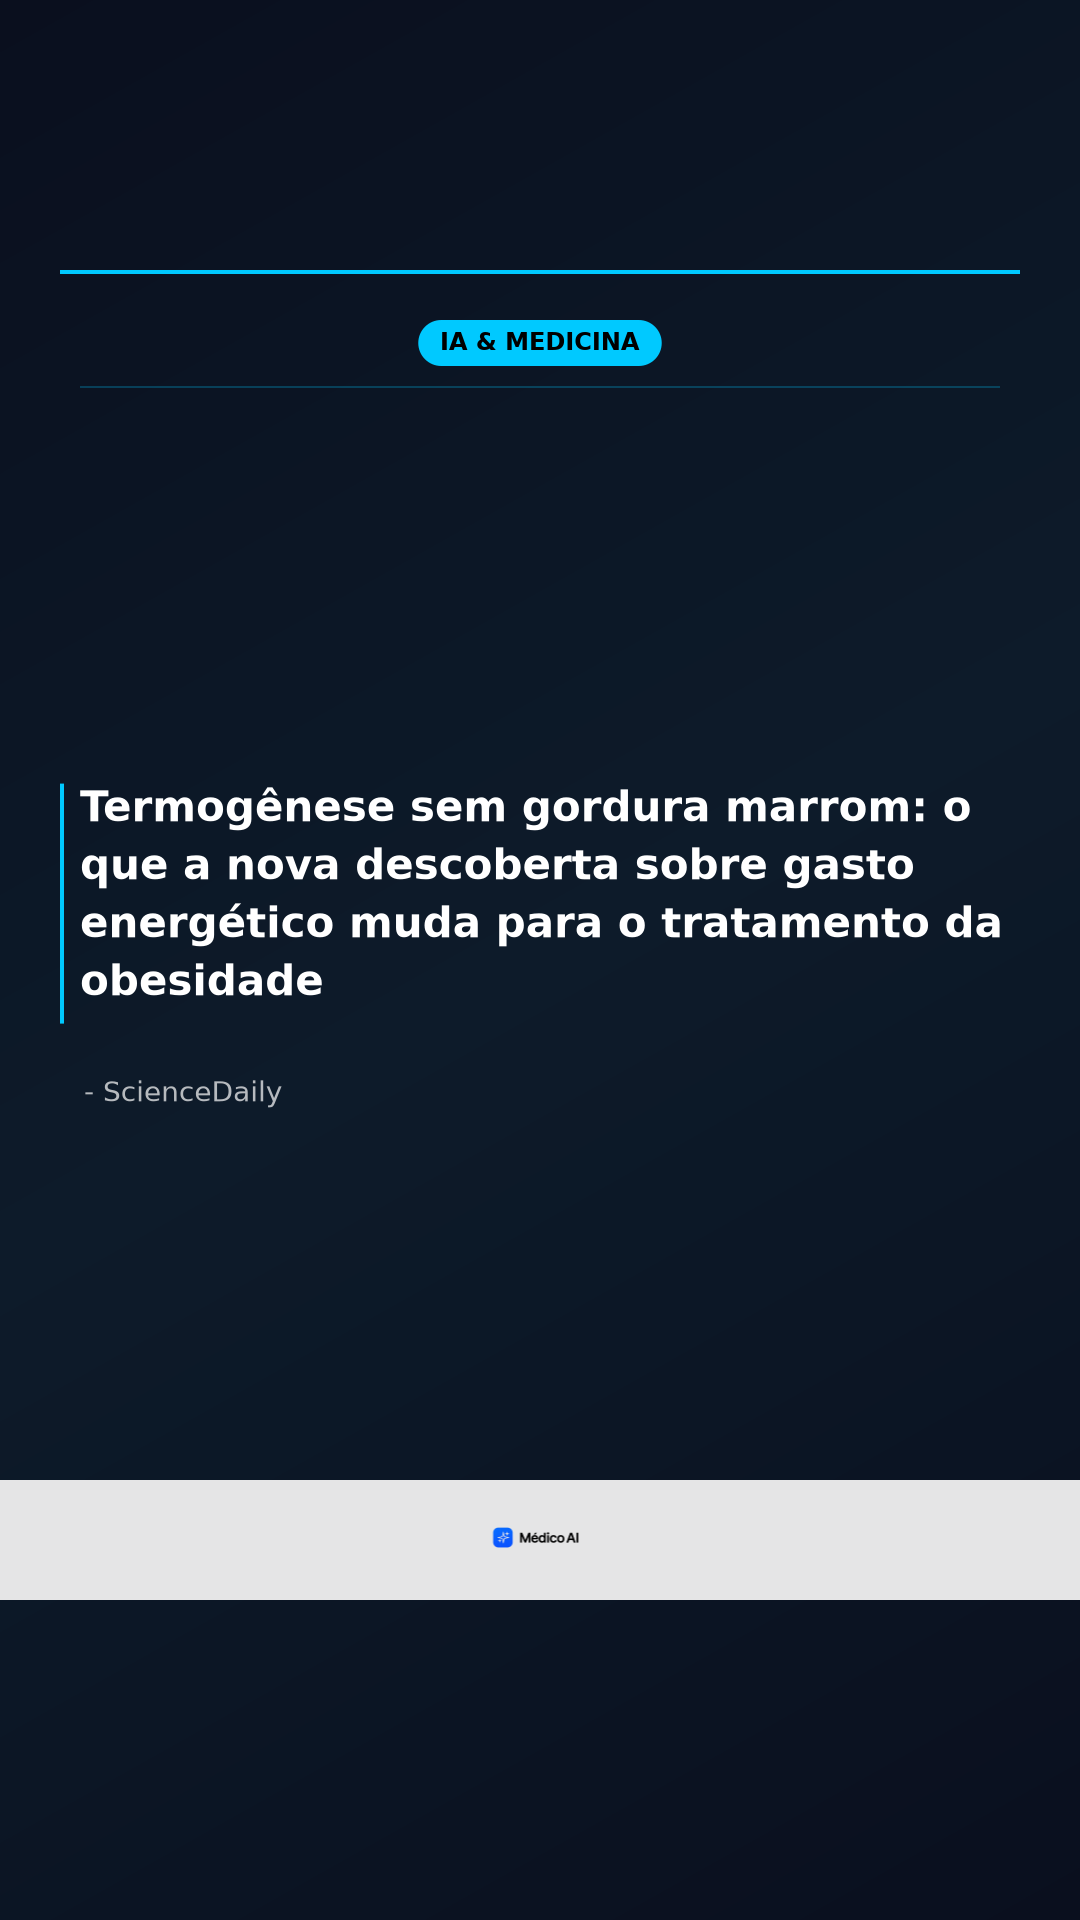 IA & MEDICINA
Termogênese sem gordura marrom: o
que a nova descoberta sobre gasto
energético muda para o tratamento da
obesidade
- ScienceDaily
Médico AI